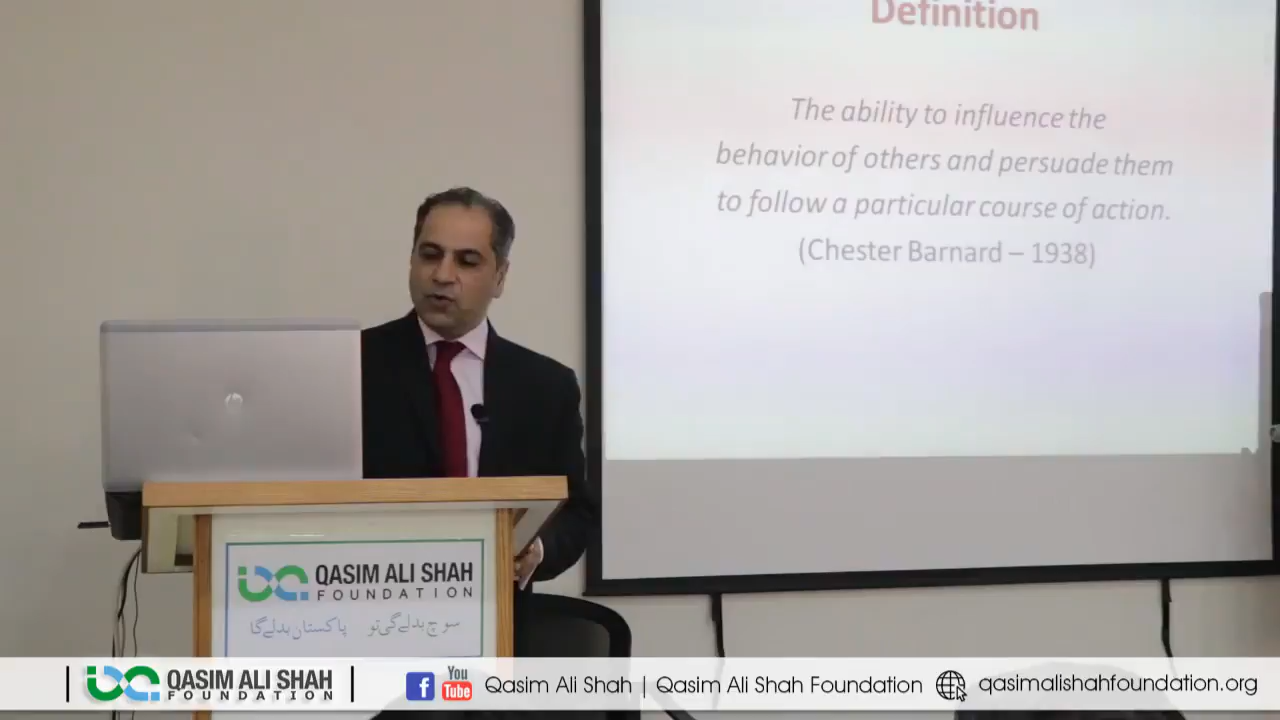 Definition
The ability to influence the
behavior of others and persuade them
to follow a particular course of action.
(Chester Barnard – 1938)
QASIM ALI SHAH
FOUNDATION
سوچ بدلے گی تو پاکستان بدلے گا
QASIM ALI SHAH
FOUNDATION
f You Tube Qasim Ali Shah | Qasim Ali Shah Foundation qasimalishahfoundation.org